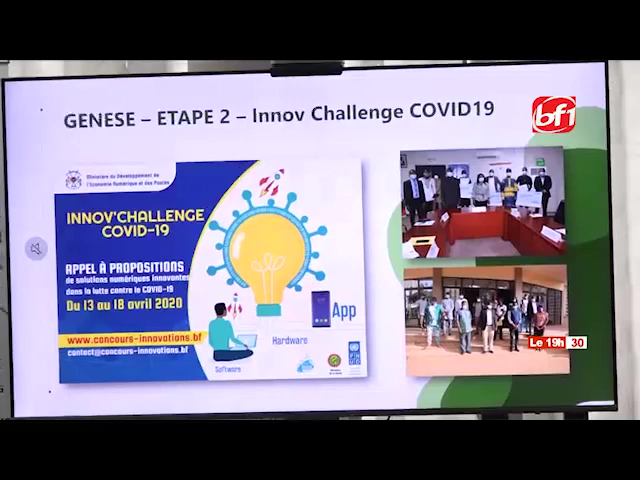 GENESE – ETAPE 2 – Innov Challenge COVID19
bf1
Ministère du Développement de
l'Economie Numérique et des Postes
INNOV'CHALLENGE
COVID-19
APPEL À PROPOSITIONS
de solutions numériques innovantes
dans la lutte contre le COVID-19
Du 13 au 18 avril 2020
www.concours-innovations.bf
contact@concours-innovations.bf
Software
Hardware
App
Le 19h 30